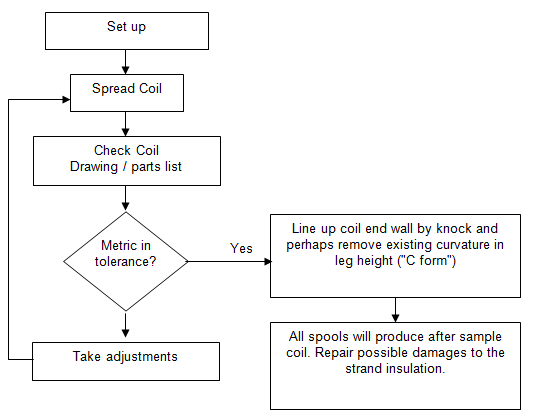 Set up
Spread Coil
Check Coil
Drawing / parts list
Metric in
tolerance?
Yes
Line up coil end wall by knock and
perhaps remove existing curvature in
leg height ("C form")
Take adjustments
All spools will produce after sample
coil. Repair possible damages to the
strand insulation.